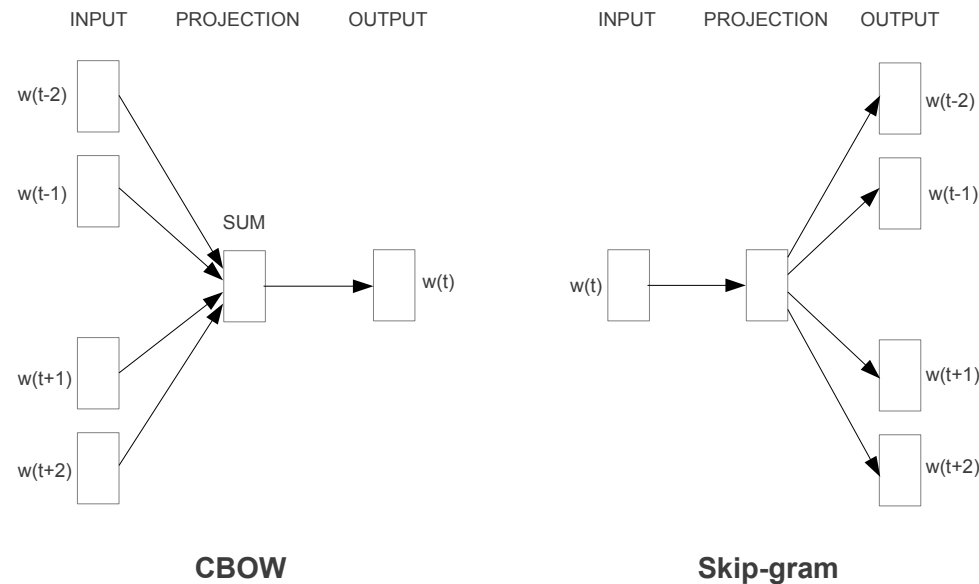 INPUT PROJECTION OUTPUT
w(t-2)
w(t-1)
SUM
w(t)
w(t+1)
w(t+2)
CBOW
INPUT PROJECTION OUTPUT
w(t-2)
w(t-1)
w(t)
w(t+1)
w(t+2)
Skip-gram